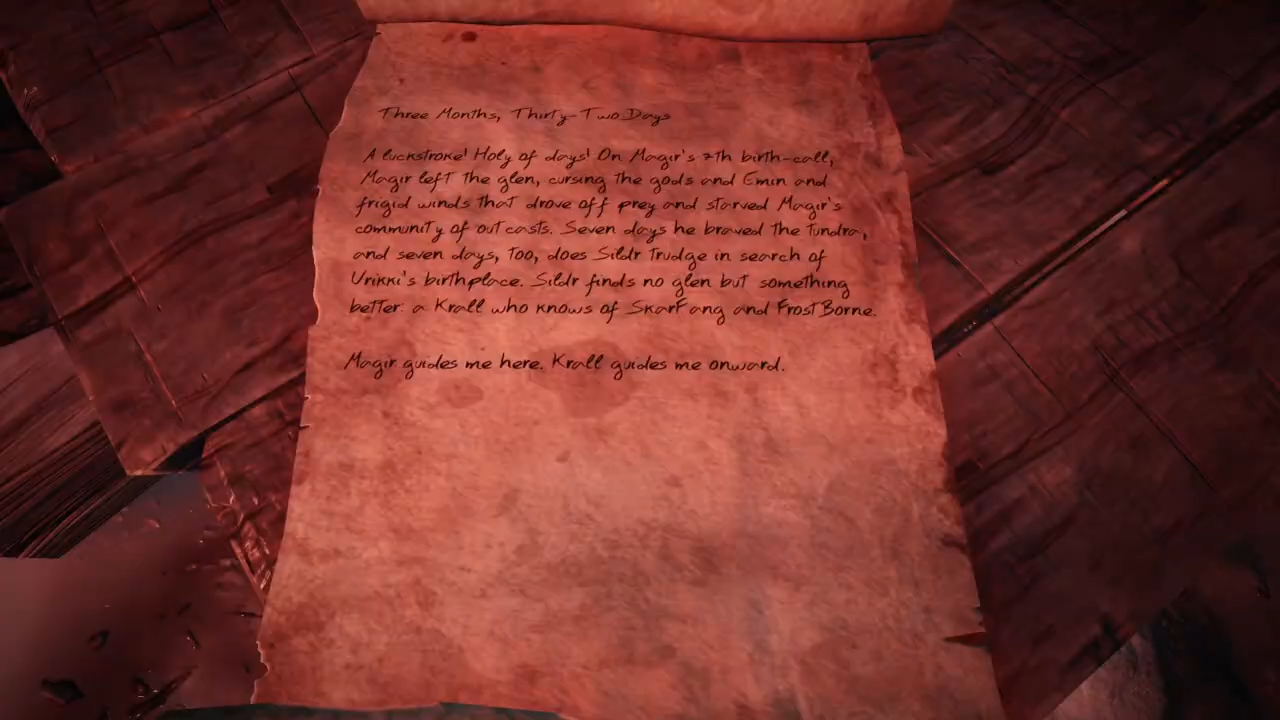 Three Months, Thirty-Two Days
A luckstroke! Holy of days! On Magir's 7th birth-call,
Magir left the glen, cursing the gods and Emin and
frigid winds that drove off prey and starved Magir's
community of outcasts. Seven days he braved the tundra,
and seven days, too, does Sildr trudge in search of
Urikki's birthplace. Sildr finds no glen but something
better: a Krall who knows of SkarFang and FrostBorne.
Magir guides me here. Krall guides me onward.